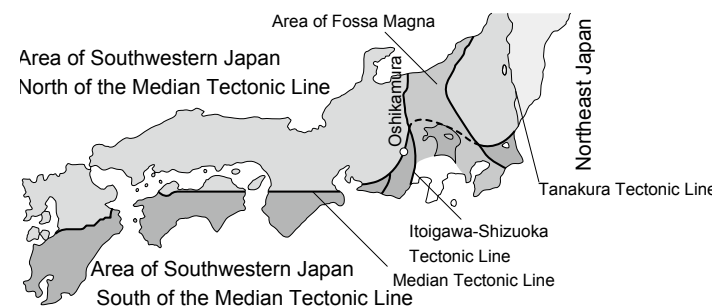 Area of Fossa Magna
Area of Southwestern Japan
North of the Median Tectonic Line
Oshikamura
Northeast Japan
Tanakura Tectonic Line
Itoigawa-Shizuoka
Tectonic Line
Median Tectonic Line
Area of Southwestern Japan
South of the Median Tectonic Line